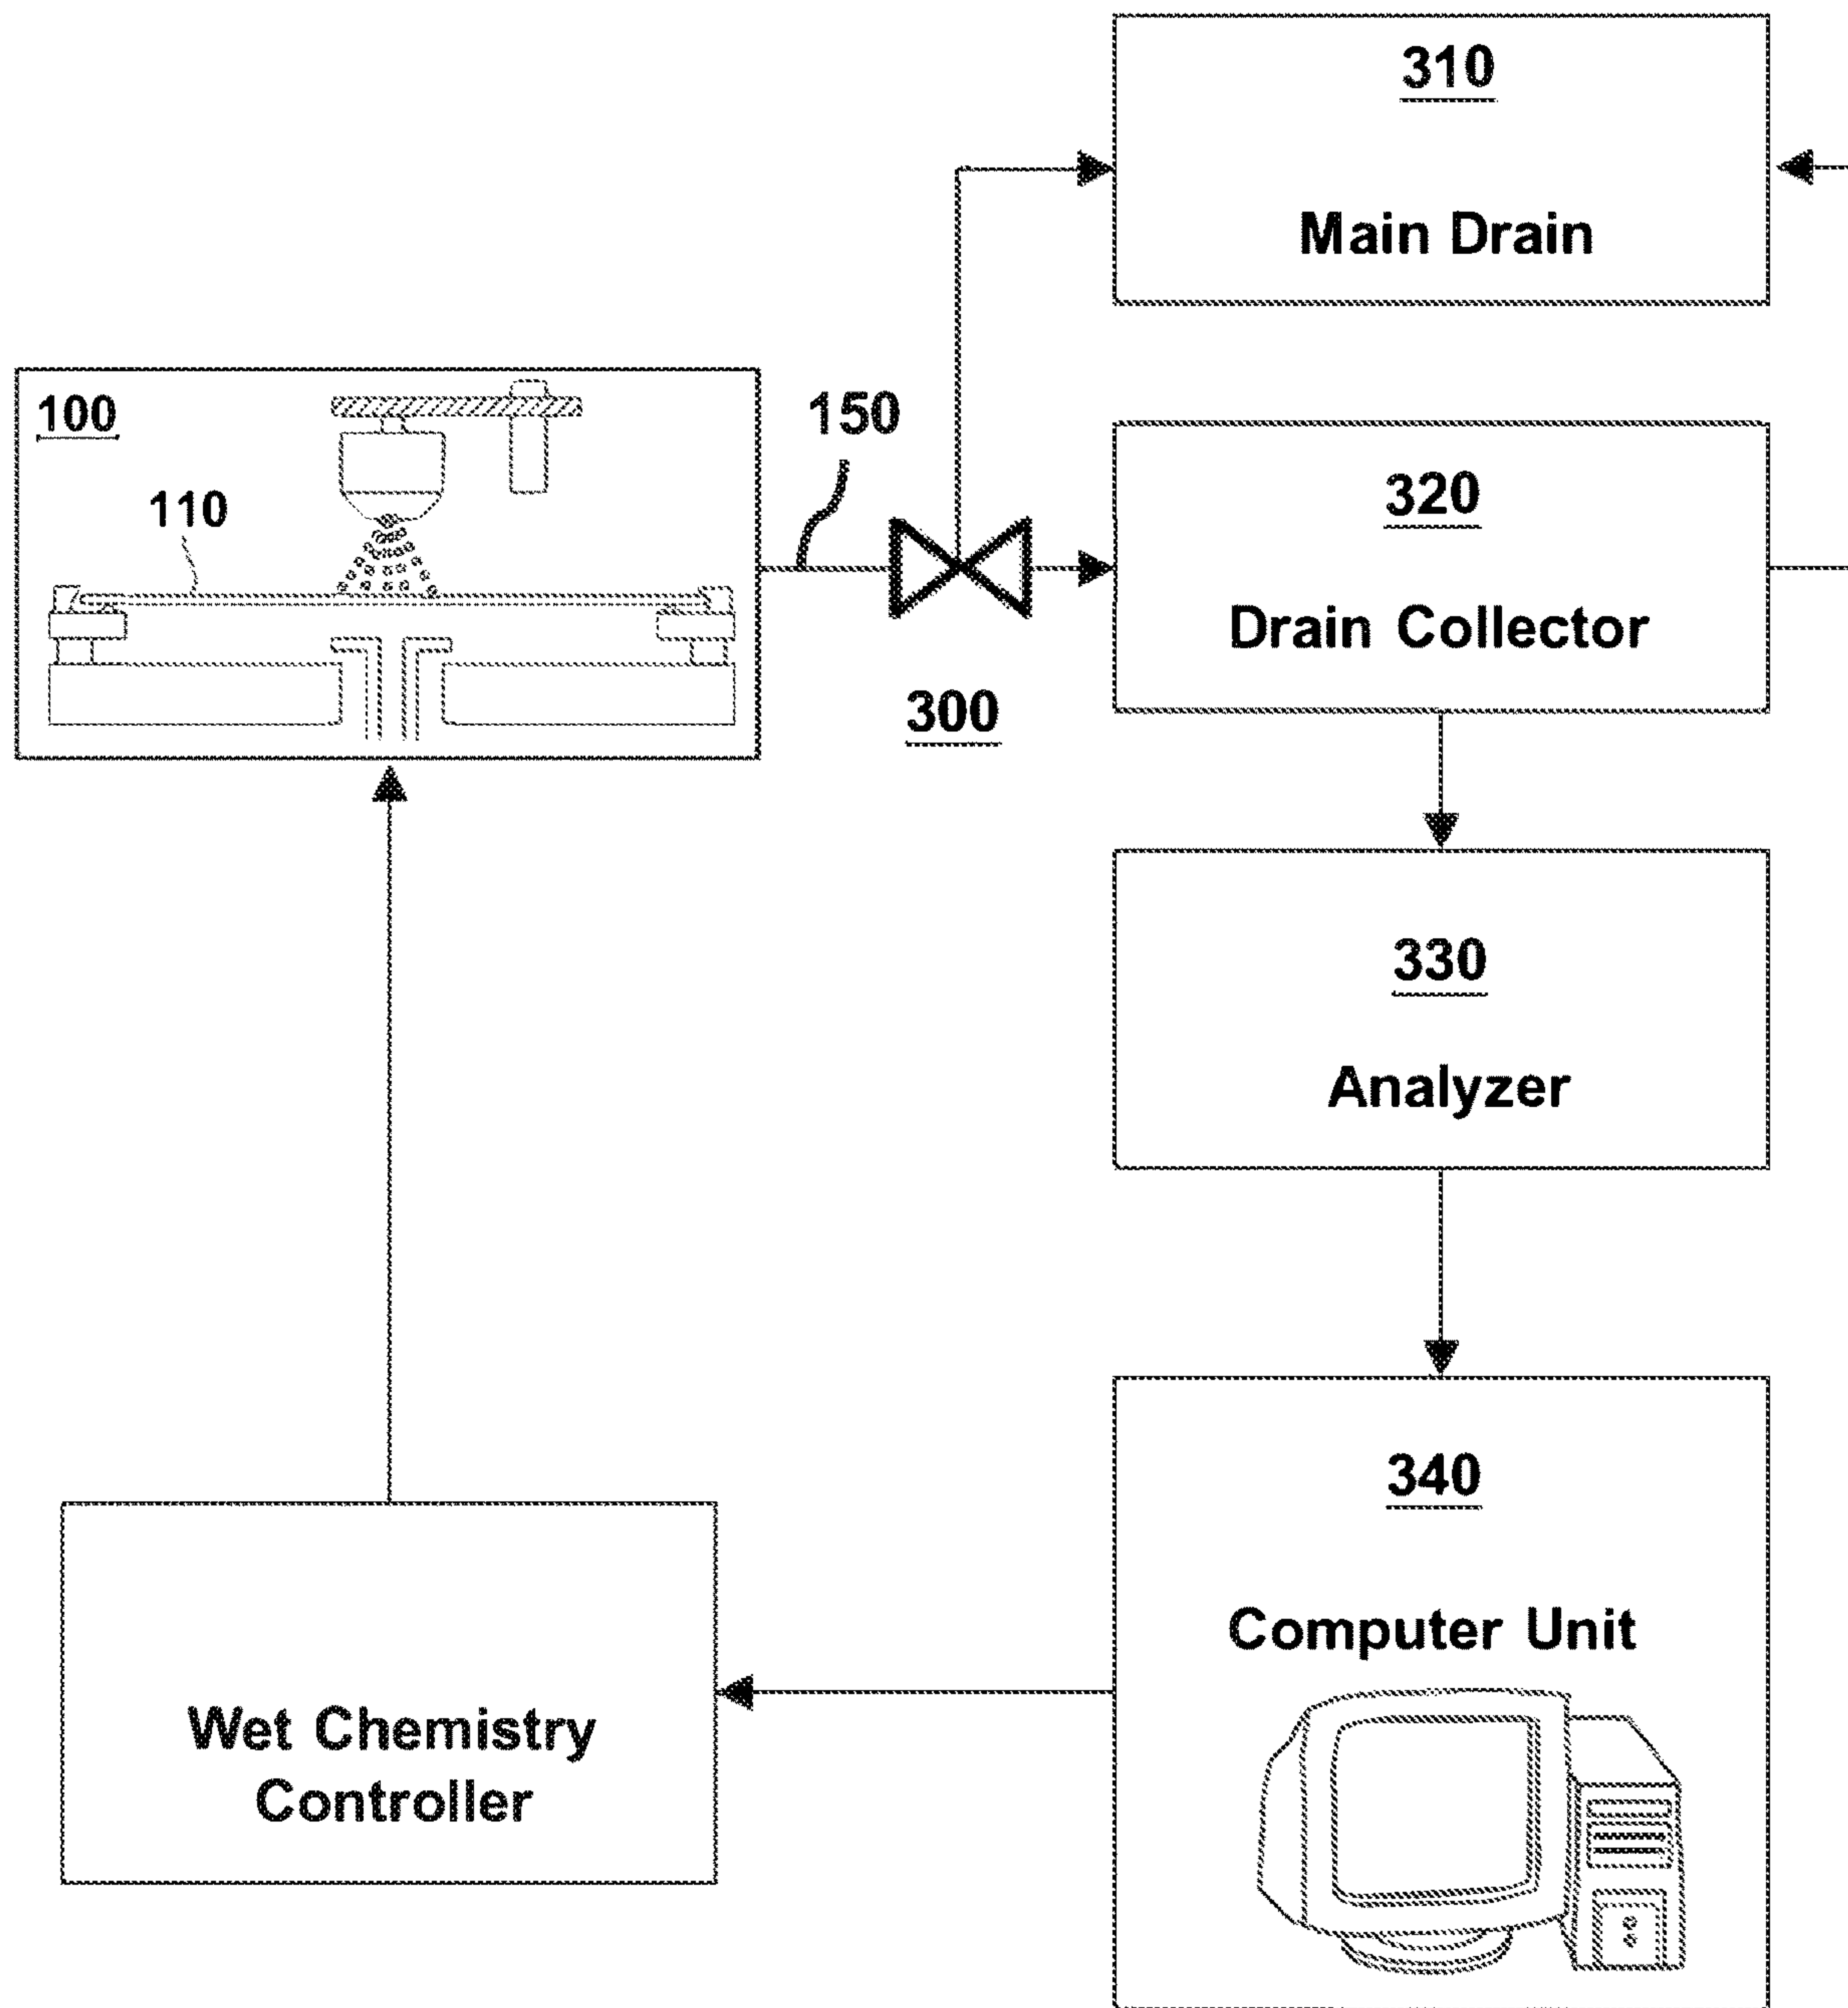 310
Main Drain
100
110
150
300
320
Drain Collector
330
Analyzer
340
Computer Unit
Wet Chemistry
Controller